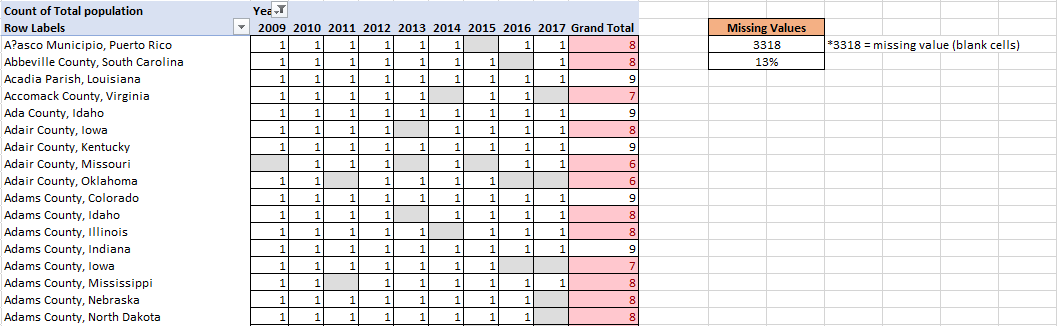 Count of Total population Yea
Row Labels 2009 2010 2011 2012 2013 2014 2015 2016 2017 Grand Total Missing Values
A?asco Municipio, Puerto Rico 1 1 1 1 1 1 1 1 8 3318 *3318 = missing value (blank cells)
Abbeville County, South Carolina 1 1 1 1 1 1 1 1 8 13%
Acadia Parish, Louisiana 1 1 1 1 1 1 1 1 1 9
Accomack County, Virginia 1 1 1 1 1 1 1 7
Ada County, Idaho 1 1 1 1 1 1 1 1 1 9
Adair County, Iowa 1 1 1 1 1 1 1 1 8
Adair County, Kentucky 1 1 1 1 1 1 1 1 1 9
Adair County, Missouri 1 1 1 1 1 1 6
Adair County, Oklahoma 1 1 1 1 1 1 6
Adams County, Colorado 1 1 1 1 1 1 1 1 1 9
Adams County, Idaho 1 1 1 1 1 1 1 1 8
Adams County, Illinois 1 1 1 1 1 1 1 1 8
Adams County, Indiana 1 1 1 1 1 1 1 1 1 9
Adams County, Iowa 1 1 1 1 1 1 1 7
Adams County, Mississippi 1 1 1 1 1 1 1 1 8
Adams County, Nebraska 1 1 1 1 1 1 1 1 8
Adams County, North Dakota 1 1 1 1 1 1 1 1 8